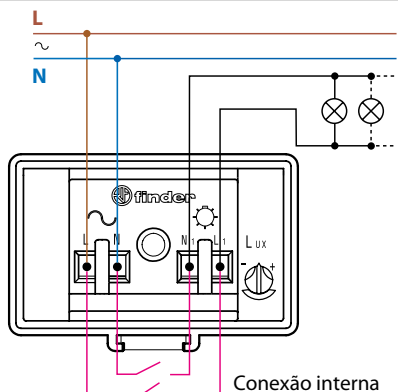 L
~
N
finder
~
L N N1 L1
LUX
- +
Conexão interna